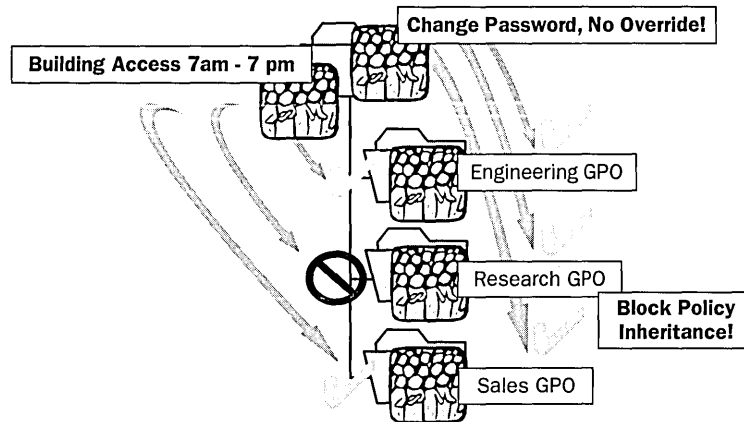 Change Password, No Override!
Building Access 7am - 7 pm
Engineering GPO
Research GPO
Block Policy
Inheritance!
Sales GPO